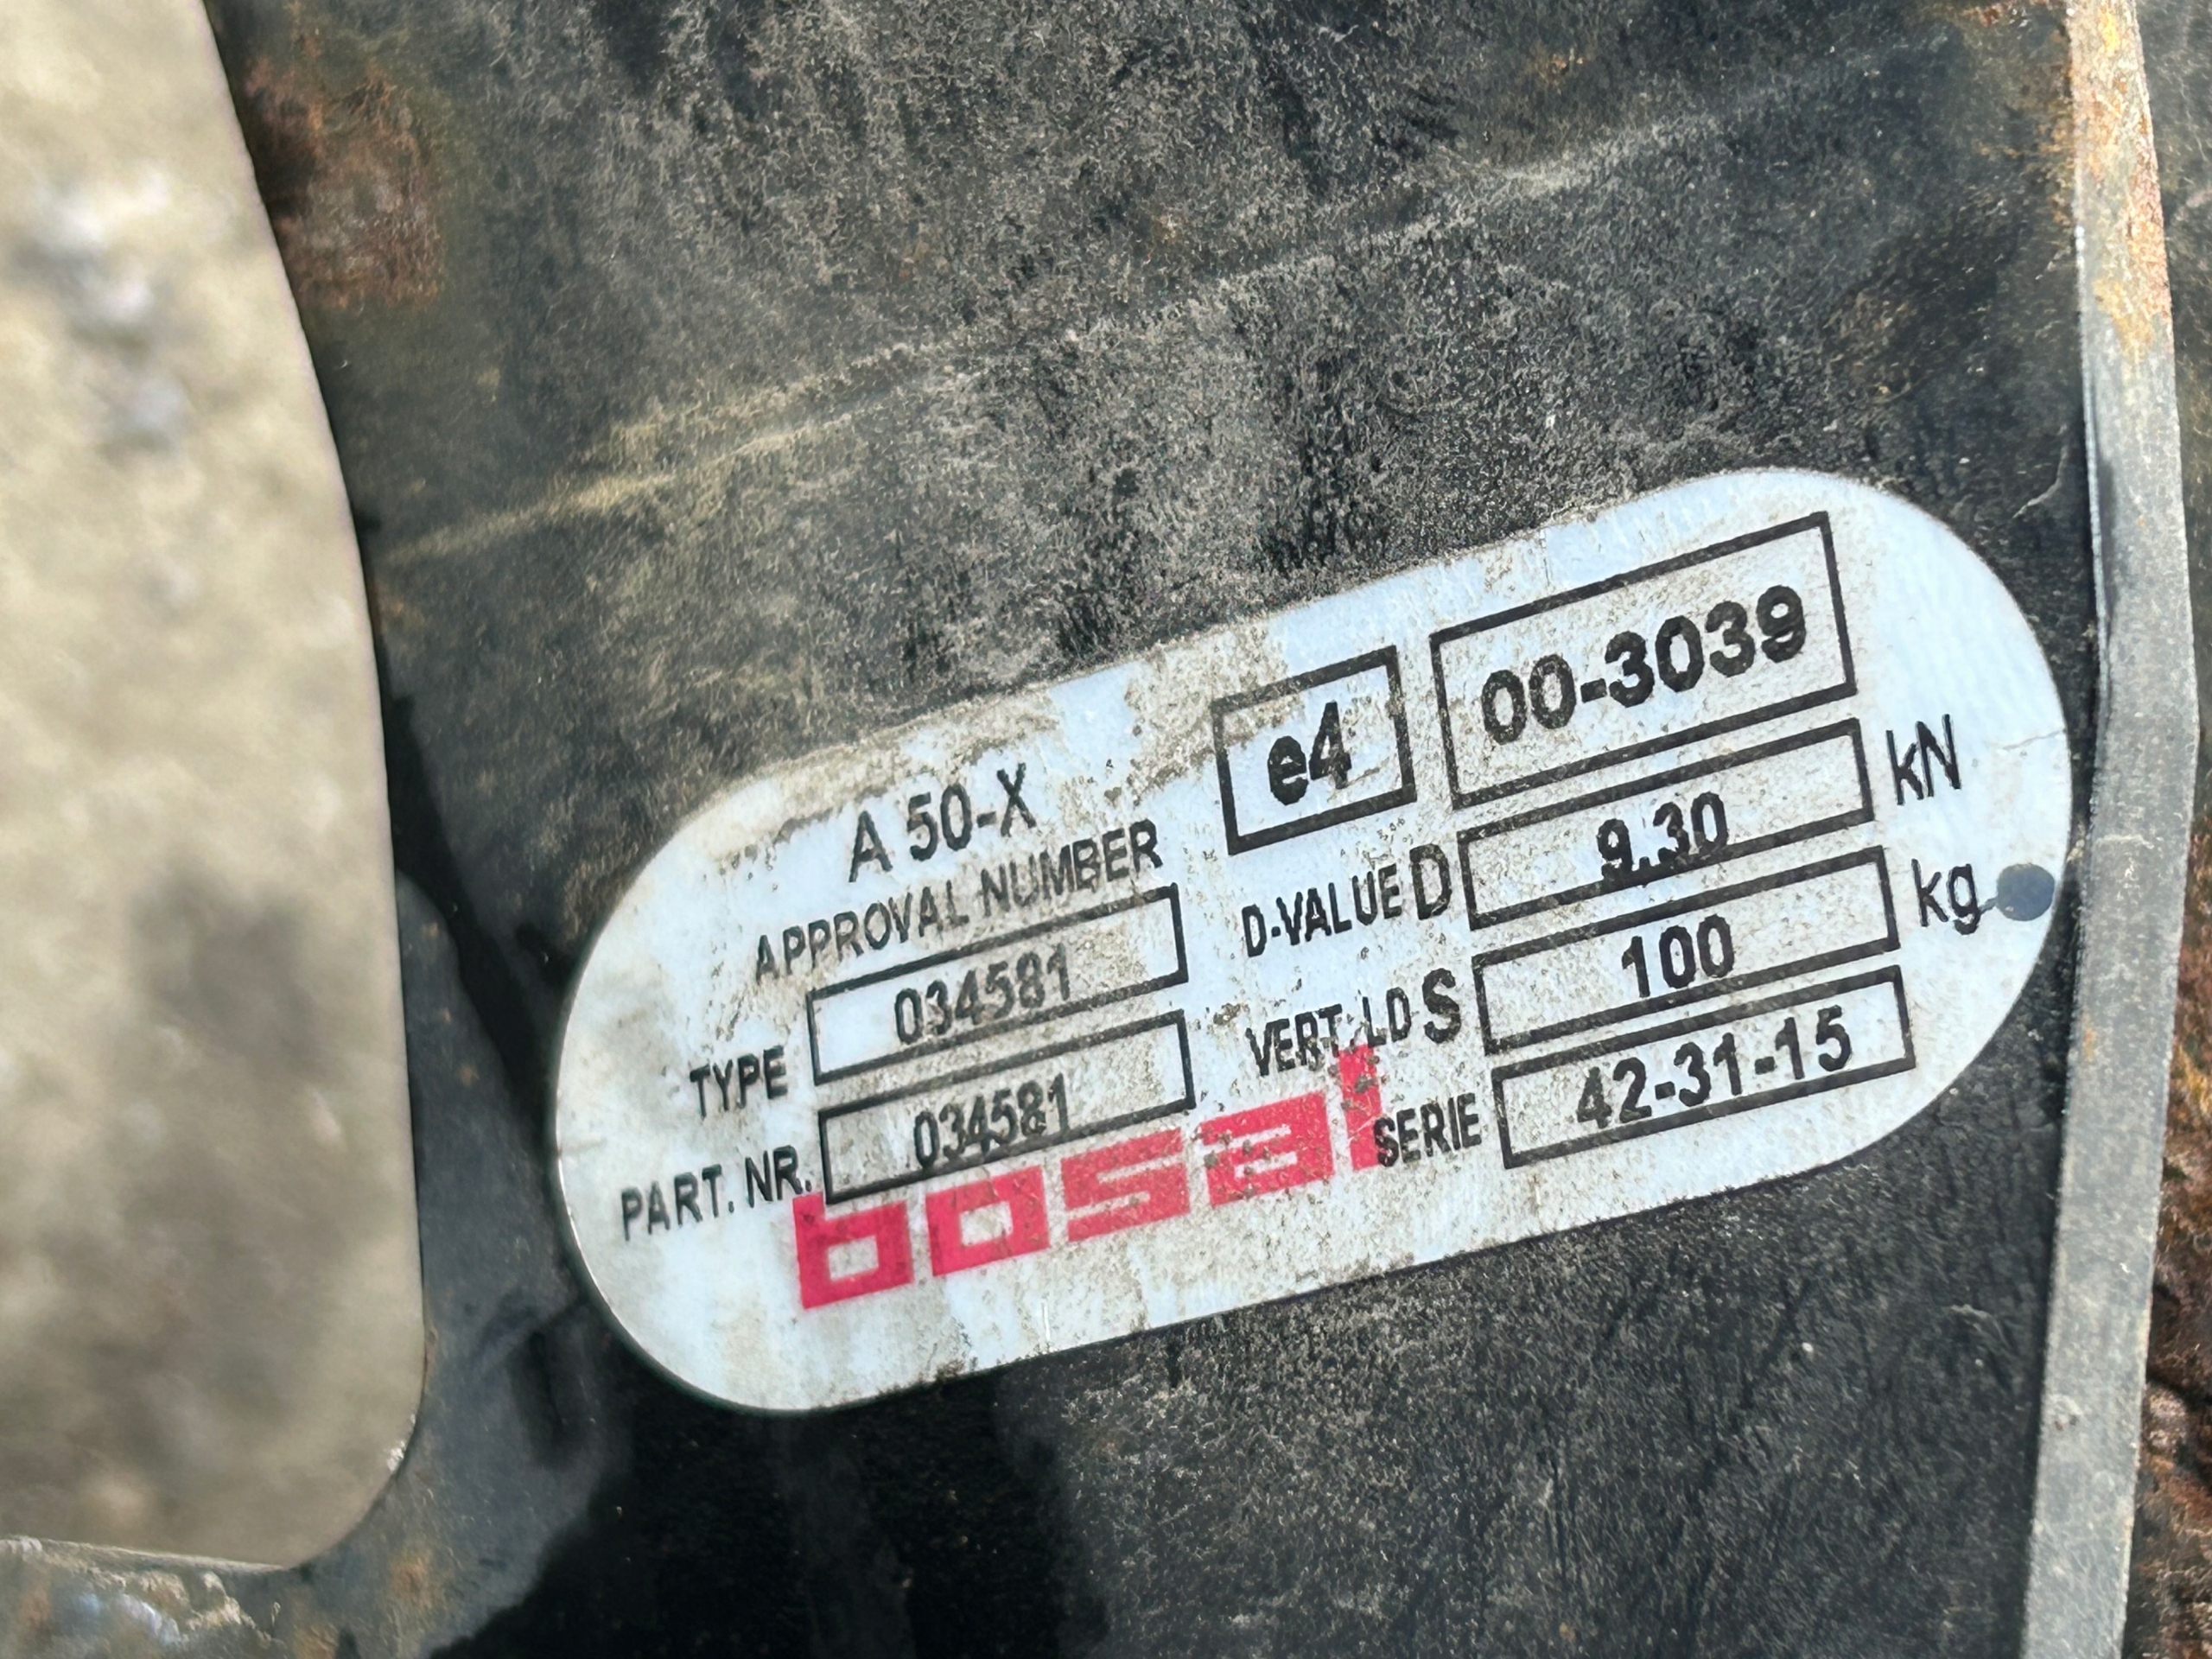 A 50-X
APPROVAL NUMBER e4 00-3039
TYPE 034581
D-VALUE D 9.30 kN
PART. NR. 034581
VERT. LD S 100 kg
bosal
SERIE 42-31-15